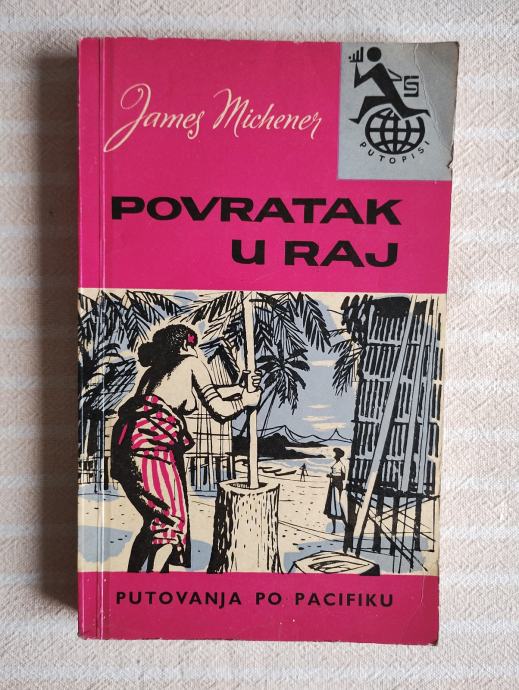 James Michener
PUTOPISI
POVRATAK
U RAJ
PUTOVANJA PO PACIFIKU